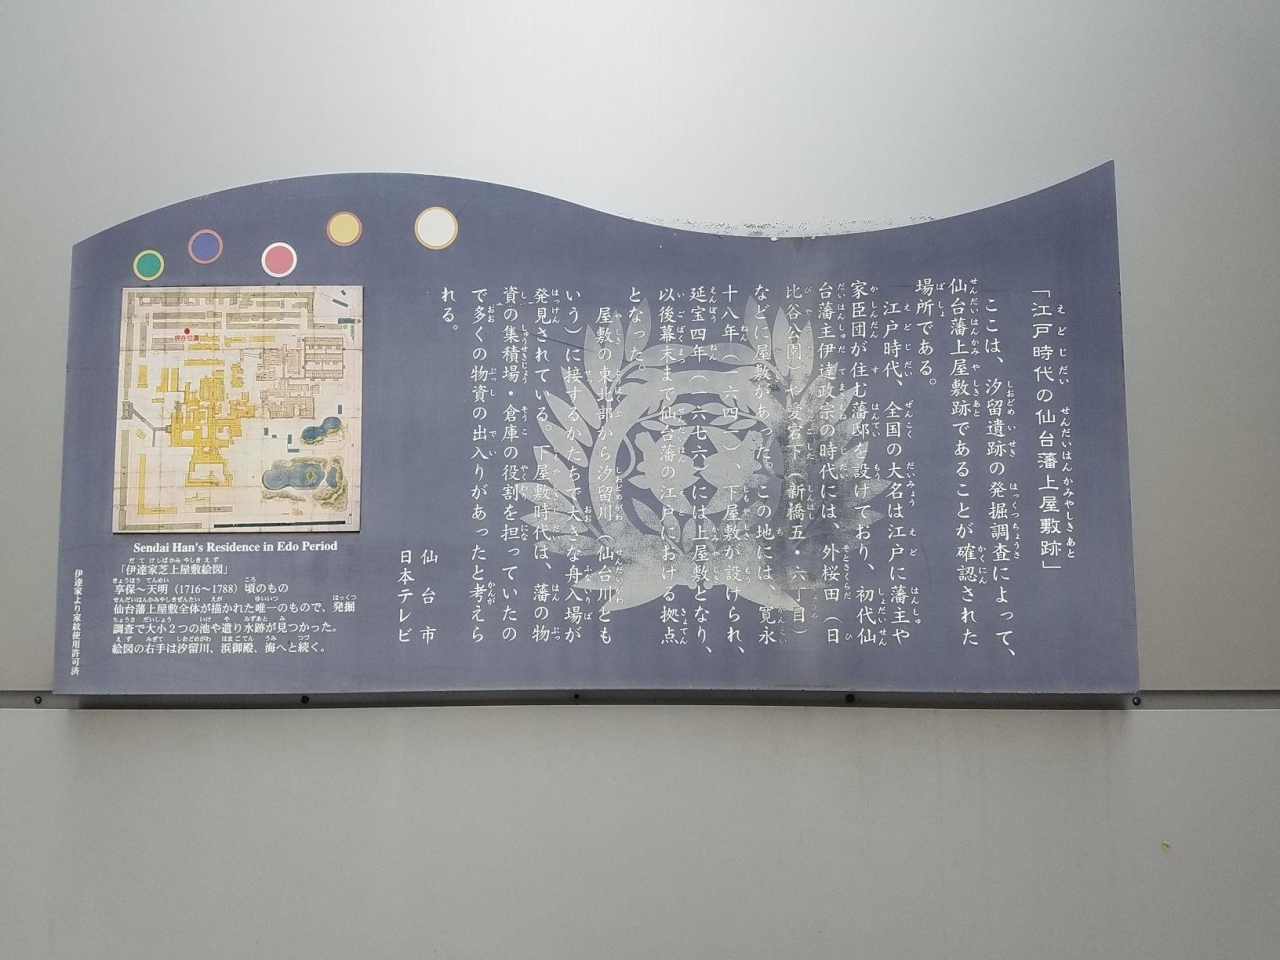 「江戸時代の仙台藩上屋敷跡」
ここは、汐留遺跡の発掘調査によって、
仙台藩上屋敷跡であることが確認された
場所である。
江戸時代、全国の大名は江戸に藩主や
家臣団が住む藩邸を設けており、初代仙
台藩主伊達政宗の時代には、外桜田（日
比谷公園）や愛宕下（新橋五・六丁目）
などに屋敷があった。この地には、寛永
十八年（一六四一）、下屋敷が設けられ、
延宝四年（一六七六）には上屋敷となり、
以後幕末まで仙台藩の江戸における拠点
となった。
屋敷の東北部から汐留川（仙台川とも
いう）に接するかたちで大きな舟入場が
発見されている。下屋敷時代は、藩の物
資の集積場・倉庫の役割を担っていたの
で多くの物資の出入りがあったと考えら
れる。
仙台市
日本テレビ
現在位置
Sendai Han's Residence in Edo Period
「伊達家芝上屋敷絵図」
享保～天明（1716～1788）頃のもの
仙台藩上屋敷全体が描かれた唯一のもので、発掘
調査で大小2つの池や遣り水跡が見つかった。
絵図の右手は汐留川、浜御殿、海へと続く。
伊達家より家紋使用許可済